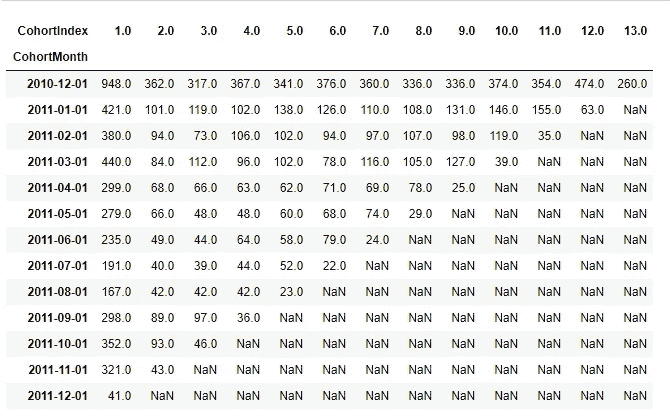 CohortIndex 1.0 2.0 3.0 4.0 5.0 6.0 7.0 8.0 9.0 10.0 11.0 12.0 13.0
CohortMonth
2010-12-01 948.0 362.0 317.0 367.0 341.0 376.0 360.0 336.0 336.0 374.0 354.0 474.0 260.0
2011-01-01 421.0 101.0 119.0 102.0 138.0 126.0 110.0 108.0 131.0 146.0 155.0 63.0 NaN
2011-02-01 380.0 94.0 73.0 106.0 102.0 94.0 97.0 107.0 98.0 119.0 35.0 NaN NaN
2011-03-01 440.0 84.0 112.0 96.0 102.0 78.0 116.0 105.0 127.0 39.0 NaN NaN NaN
2011-04-01 299.0 68.0 66.0 63.0 62.0 71.0 69.0 78.0 25.0 NaN NaN NaN NaN
2011-05-01 279.0 66.0 48.0 48.0 60.0 68.0 74.0 29.0 NaN NaN NaN NaN NaN
2011-06-01 235.0 49.0 44.0 64.0 58.0 79.0 24.0 NaN NaN NaN NaN NaN NaN
2011-07-01 191.0 40.0 39.0 44.0 52.0 22.0 NaN NaN NaN NaN NaN NaN NaN
2011-08-01 167.0 42.0 42.0 42.0 23.0 NaN NaN NaN NaN NaN NaN NaN NaN
2011-09-01 298.0 89.0 97.0 36.0 NaN NaN NaN NaN NaN NaN NaN NaN NaN
2011-10-01 352.0 93.0 46.0 NaN NaN NaN NaN NaN NaN NaN NaN NaN NaN
2011-11-01 321.0 43.0 NaN NaN NaN NaN NaN NaN NaN NaN NaN NaN NaN
2011-12-01 41.0 NaN NaN NaN NaN NaN NaN NaN NaN NaN NaN NaN NaN